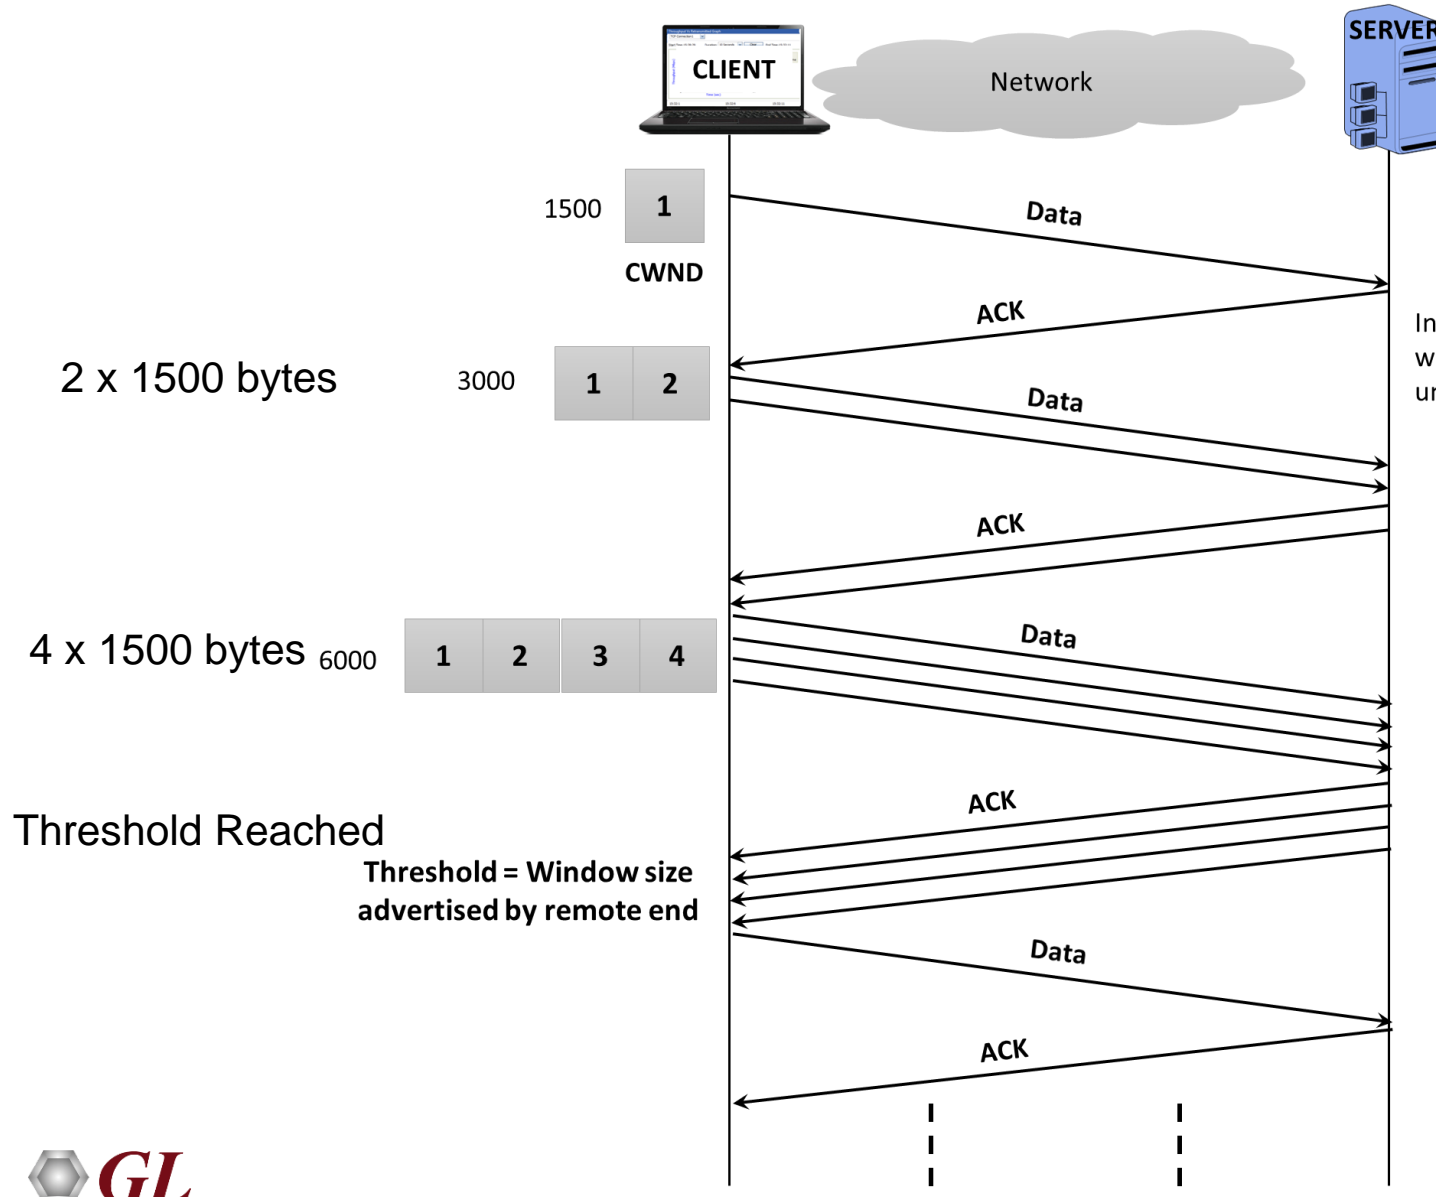 SERVER
CLIENT
Network
1500
1
Data
CWND
ACK
In
w
ur
2 x 1500 bytes
3000
1 2
Data
ACK
4 x 1500 bytes
6000
1 2 3 4
Data
ACK
Threshold Reached
Threshold = Window size
advertised by remote end
Data
ACK
GL